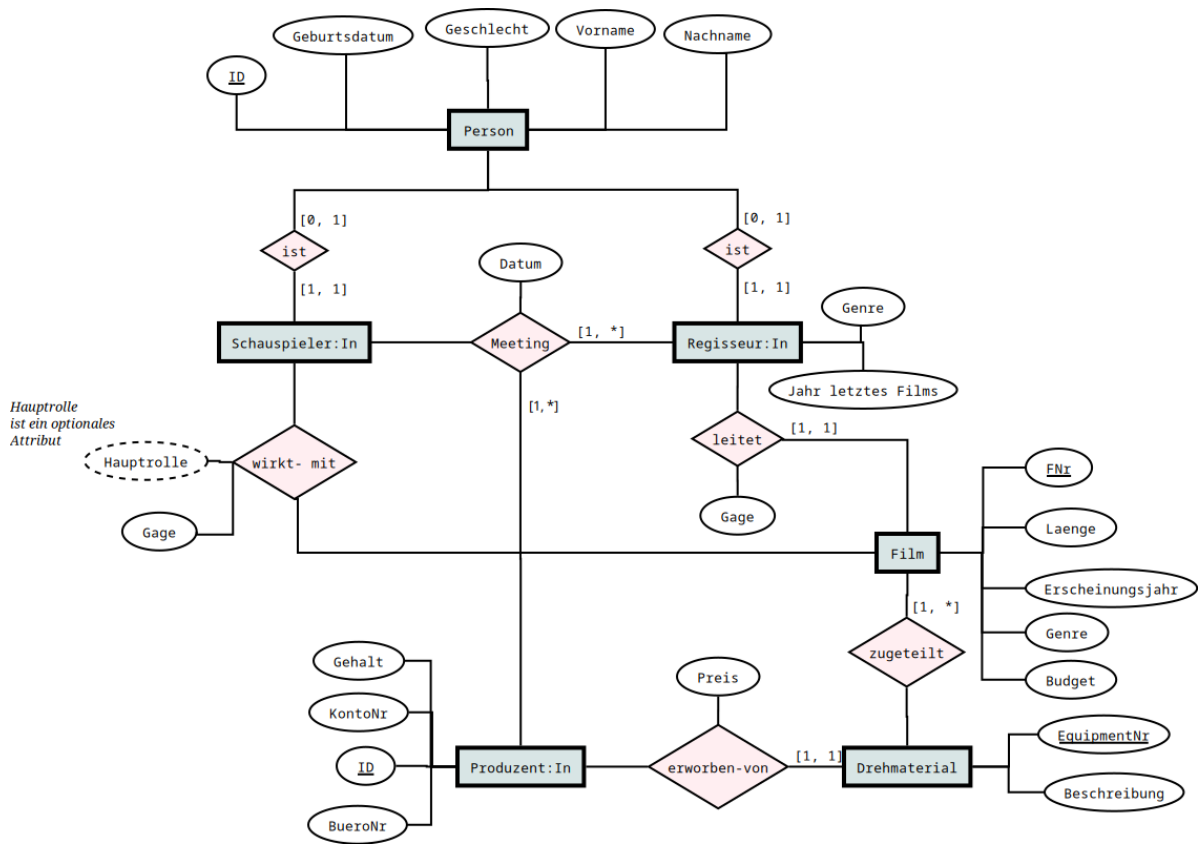 Geburtsdatum
Geschlecht
Vorname
Nachname
ID
Person
[0, 1]
[0, 1]
ist
ist
Datum
[1, 1]
[1, 1]
Genre
Schauspieler:In
Meeting
[1, *]
Regisseur:In
Jahr letztes Films
Hauptrolle
ist ein optionales
Attribut
[1,*]
[1, 1]
leitet
Hauptrolle
wirkt- mit
FNr
Gage
Gage
Laenge
Film
Erscheinungsjahr
[1, *]
Genre
zugeteilt
Gehalt
Preis
Budget
KontoNr
EquipmentNr
[1, 1]
ID
Produzent:In
erworben-von
Drehmaterial
Beschreibung
BueroNr